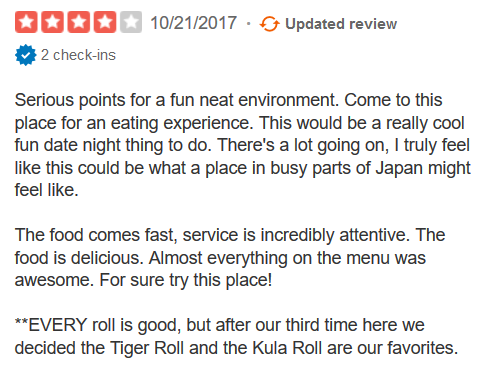 10/21/2017 · Updated review
2 check-ins
Serious points for a fun neat environment. Come to this
place for an eating experience. This would be a really cool
fun date night thing to do. There's a lot going on, I truly feel
like this could be what a place in busy parts of Japan might
feel like.
The food comes fast, service is incredibly attentive. The
food is delicious. Almost everything on the menu was
awesome. For sure try this place!
**EVERY roll is good, but after our third time here we
decided the Tiger Roll and the Kula Roll are our favorites.